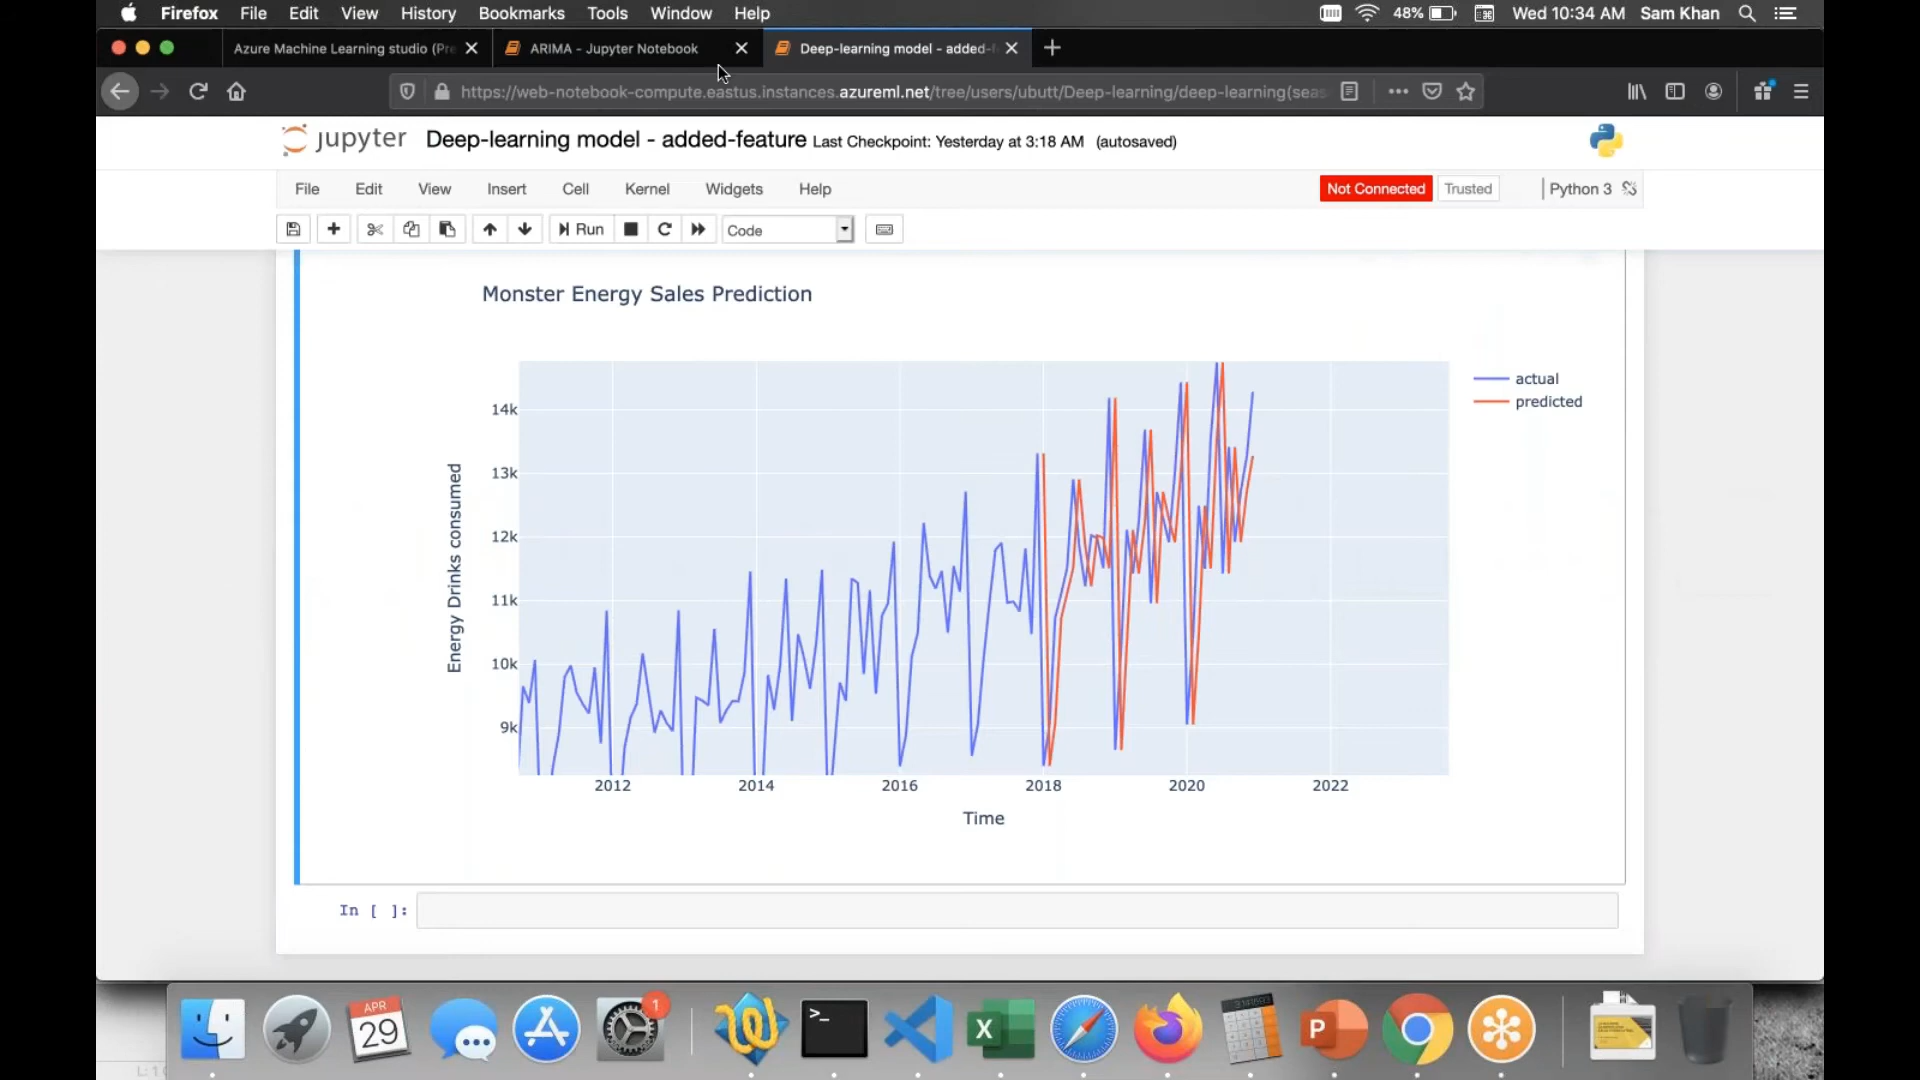 Firefox File Edit View History Bookmarks Tools Window Help 48% Wed 10:34 AM Sam Khan
Azure Machine Learning studio (Pre ARIMA - Jupyter Notebook Deep-learning model - added-f
https://web-notebook-compute.eastus.instances.azureml.net/tree/users/ubutt/Deep-learning/deep-learning(seas
jupyter Deep-learning model - added-feature Last Checkpoint: Yesterday at 3:18 AM (autosaved)
File Edit View Insert Cell Kernel Widgets Help Not Connected Trusted Python 3
Run Code
Monster Energy Sales Prediction
actual
predicted
14k
13k
12k
11k
10k
9k
Energy Drinks consumed
2012 2014 2016 2018 2020 2022
Time
In [ ]:
APR
29
1
>_
X
P